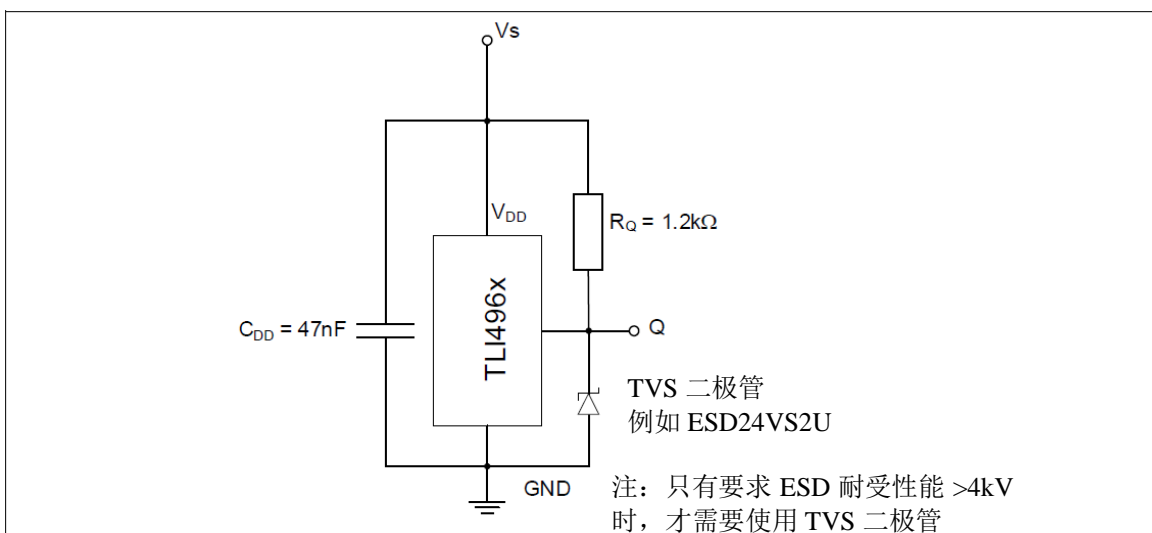 Vs
VDD
RQ = 1.2kΩ
TLI496x
CDD = 47nF
Q
TVS 二极管
例如 ESD24VS2U
GND
注：只有要求 ESD 耐受性能 >4kV
时，才需要使用 TVS 二极管